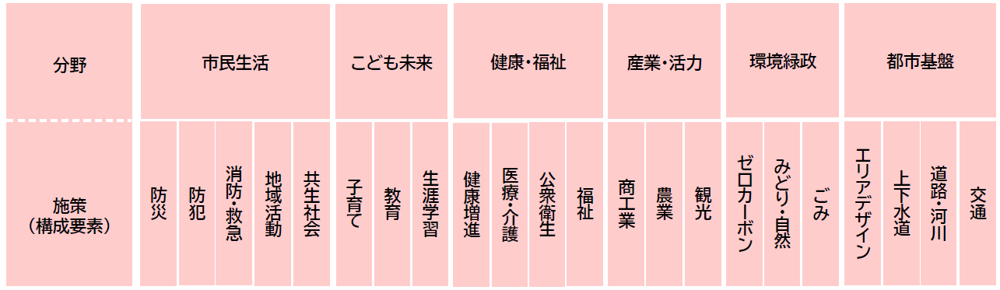 分野
市民生活
こども未来
健康・福祉
産業・活力
環境緑政
都市基盤
施策
（構成要素）
防災
防犯
消防・救急
地域活動
共生社会
子育て
教育
生涯学習
健康増進
医療・介護
公衆衛生
福祉
商工業
農業
観光
ゼロカーボン
みどり・自然
ごみ
エリアデザイン
上下水道
道路・河川
交通